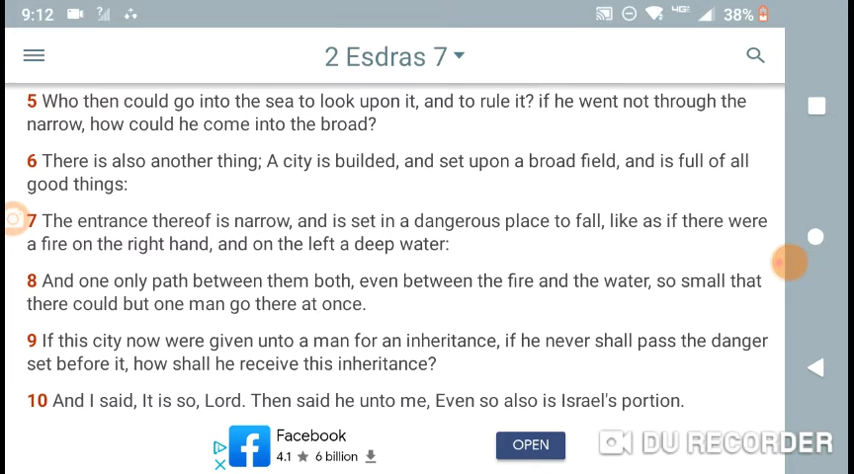 9:12 ? 4G 38%
2 Esdras 7
5 Who then could go into the sea to look upon it, and to rule it? if he went not through the
narrow, how could he come into the broad?
6 There is also another thing; A city is builded, and set upon a broad field, and is full of all
good things:
7 The entrance thereof is narrow, and is set in a dangerous place to fall, like as if there were
a fire on the right hand, and on the left a deep water:
8 And one only path between them both, even between the fire and the water, so small that
there could but one man go there at once.
9 If this city now were given unto a man for an inheritance, if he never shall pass the danger
set before it, how shall he receive this inheritance?
10 And I said, It is so, Lord. Then said he unto me, Even so also is Israel's portion.
Facebook
4.1 ★ 6 billion
OPEN
DU RECORDER